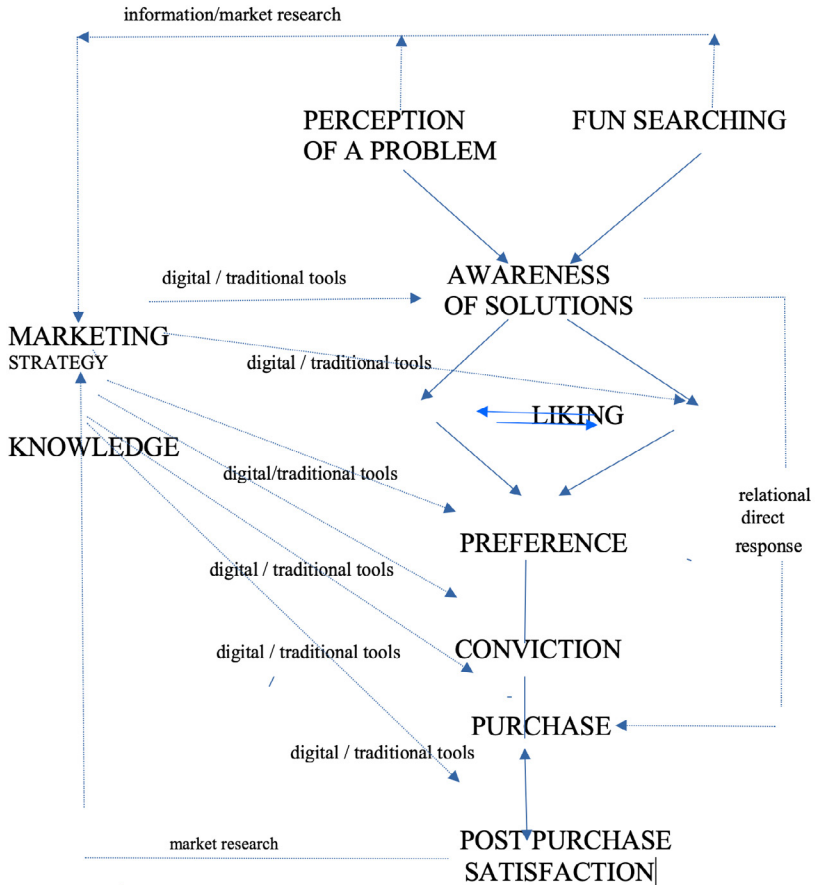 information/market research
PERCEPTION
OF A PROBLEM
FUN SEARCHING
digital / traditional tools
AWARENESS
OF SOLUTIONS
MARKETING
STRATEGY
digital / traditional tools
LIKING
KNOWLEDGE
digital/traditional tools
relational
direct
response
PREFERENCE
digital / traditional tools
CONVICTION
digital / traditional tools
PURCHASE
digital / traditional tools
market research
POST PURCHASE
SATISFACTION